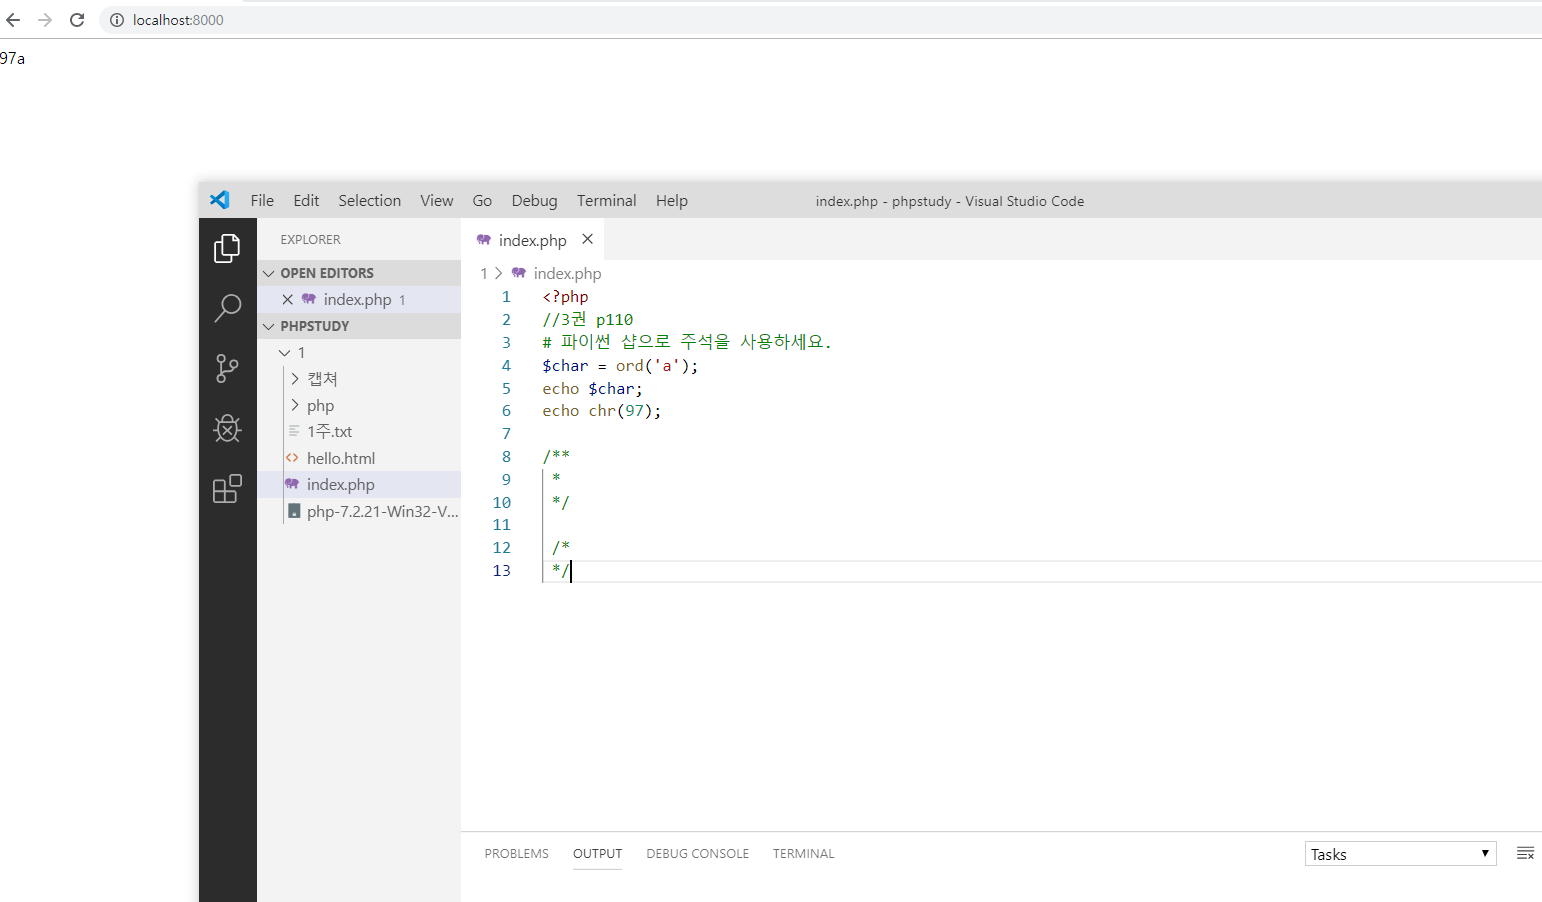 localhost:8000
97a
File Edit Selection View Go Debug Terminal Help
index.php - phpstudy - Visual Studio Code
EXPLORER
OPEN EDITORS
index.php 1
PHPSTUDY
1
캡쳐
php
1주.txt
hello.html
index.php
php-7.2.21-Win32-V...
index.php
1 index.php
1 <?php
2 //3권 p110
3 # 파이썬 샵으로 주석을 사용하세요.
4 $char = ord('a');
5 echo $char;
6 echo chr(97);
7
8 /**
9 *
10 */
11
12 /*
13 */
PROBLEMS OUTPUT DEBUG CONSOLE TERMINAL
Tasks